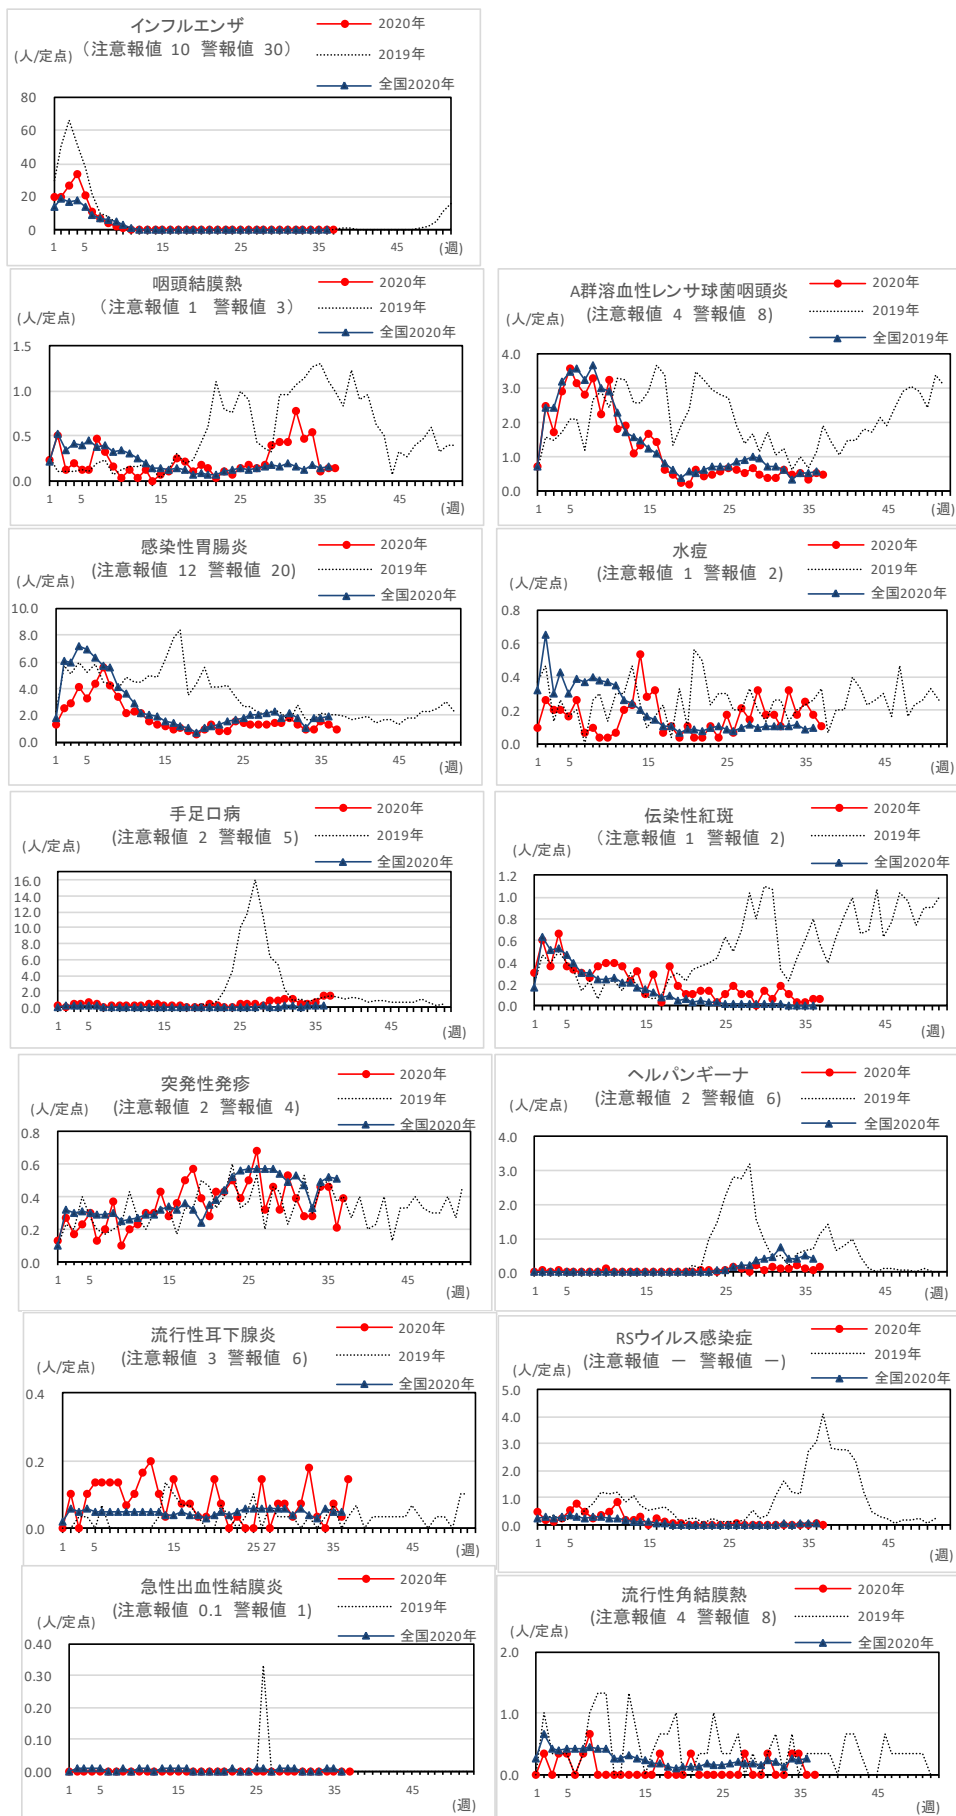 インフルエンザ
（注意報値 10 警報値 30）
(人/定点)
2020年
2019年
全国2020年
80
60
40
20
0
1 5 15 25 35 45
(週)
咽頭結膜熱
（注意報値 1 警報値 3）
(人/定点)
2020年
2019年
全国2020年
1.5
1.0
0.5
0.0
1 5 15 25 35 45
(週)
A群溶血性レンサ球菌咽頭炎
(注意報値 4 警報値 8)
(人/定点)
2020年
2019年
全国2019年
4.0
3.0
2.0
1.0
0.0
1 5 15 25 35 45
(週)
感染性胃腸炎
(注意報値 12 警報値 20)
(人/定点)
2020年
2019年
全国2020年
10.0
8.0
6.0
4.0
2.0
0.0
1 5 15 25 35 45
(週)
水痘
(注意報値 1 警報値 2)
(人/定点)
2020年
2019年
全国2020年
0.8
0.6
0.4
0.2
0.0
1 5 15 25 35 45
(週)
手足口病
(注意報値 2 警報値 5)
(人/定点)
2020年
2019年
全国2020年
16.0
14.0
12.0
10.0
8.0
6.0
4.0
2.0
0.0
1 5 15 25 35 45
(週)
伝染性紅斑
（注意報値 1 警報値 2)
(人/定点)
2020年
2019年
全国2020年
1.2
1.0
0.8
0.6
0.4
0.2
0.0
1 5 15 25 35 45
(週)
突発性発疹
(注意報値 2 警報値 4)
(人/定点)
2020年
2019年
全国2020年
0.8
0.6
0.4
0.2
0.0
1 5 15 25 35 45
(週)
ヘルパンギーナ
(注意報値 2 警報値 6)
(人/定点)
2020年
2019年
全国2020年
4.0
3.0
2.0
1.0
0.0
1 5 15 25 35 45
(週)
流行性耳下腺炎
(注意報値 3 警報値 6)
(人/定点)
2020年
2019年
全国2020年
0.4
0.2
0.0
1 5 15 25 27 35 45
(週)
RSウイルス感染症
(注意報値 ー 警報値 ー)
(人/定点)
2020年
2019年
全国2020年
5.0
4.0
3.0
2.0
1.0
0.0
1 5 15 25 35 45
(週)
急性出血性結膜炎
(注意報値 0.1 警報値 1)
(人/定点)
2020年
2019年
全国2020年
0.40
0.30
0.20
0.10
0.00
1 5 15 25 35 45
(週)
流行性角結膜熱
(注意報値 4 警報値 8)
(人/定点)
2020年
2019年
全国2020年
2.0
1.0
0.0
1 5 15 25 35 45
(週)